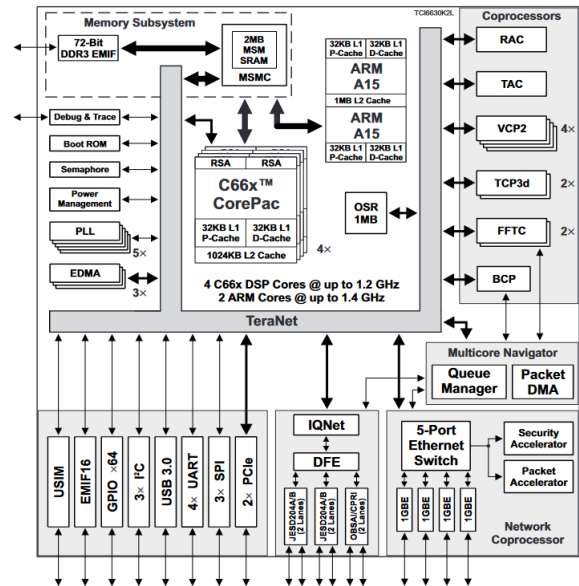 TCI6630K2L
Memory Subsystem
72-Bit
DDR3 EMIF
2MB
MSM
SRAM
MSMC
32KB L1
P-Cache
32KB L1
D-Cache
ARM
A15
1MB L2 Cache
ARM
A15
32KB L1
P-Cache
32KB L1
D-Cache
Coprocessors
RAC
TAC
VCP2
4×
TCP3d
2×
FFTC
2×
BCP
Debug & Trace
Boot ROM
Semaphore
Power
Management
PLL
5×
EDMA
3×
RSA
RSA
C66x™
CorePac
32KB L1
P-Cache
32KB L1
D-Cache
1024KB L2 Cache
4×
OSR
1MB
4 C66x DSP Cores @ up to 1.2 GHz
2 ARM Cores @ up to 1.4 GHz
TeraNet
Multicore Navigator
Queue
Manager
Packet
DMA
USIM
EMIF16
GPIO ×64
3× I²C
USB 3.0
4× UART
3× SPI
2× PCIe
IQNet
DFE
JESD204A/B
(2 Lanes)
JESD204A/B
(2 Lanes)
OBSAI/CPRI
(2 Lanes)
5-Port
Ethernet
Switch
1GBE
1GBE
1GBE
1GBE
Security
Accelerator
Packet
Accelerator
Network
Coprocessor